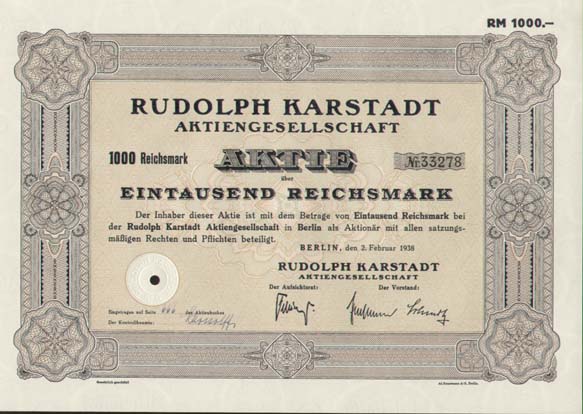 RM 1000.—
RUDOLPH KARSTADT
AKTIENGESELLSCHAFT
1000 Reichsmark AKTIE № 33278
über
EINTAUSEND REICHSMARK
Der Inhaber dieser Aktie ist mit dem Betrage von Eintausend Reichsmark bei
der Rudolph Karstadt Aktiengesellschaft in Berlin als Aktionär mit allen satzungs-
mäßigen Rechten und Pflichten beteiligt.
BERLIN, den 2. Februar 1938
RUDOLPH KARSTADT
AKTIENGESELLSCHAFT
Der Aufsichtsrat: Der Vorstand:
Eingetragen auf Seite des Aktienbuches
Der Kontrollbeamte: